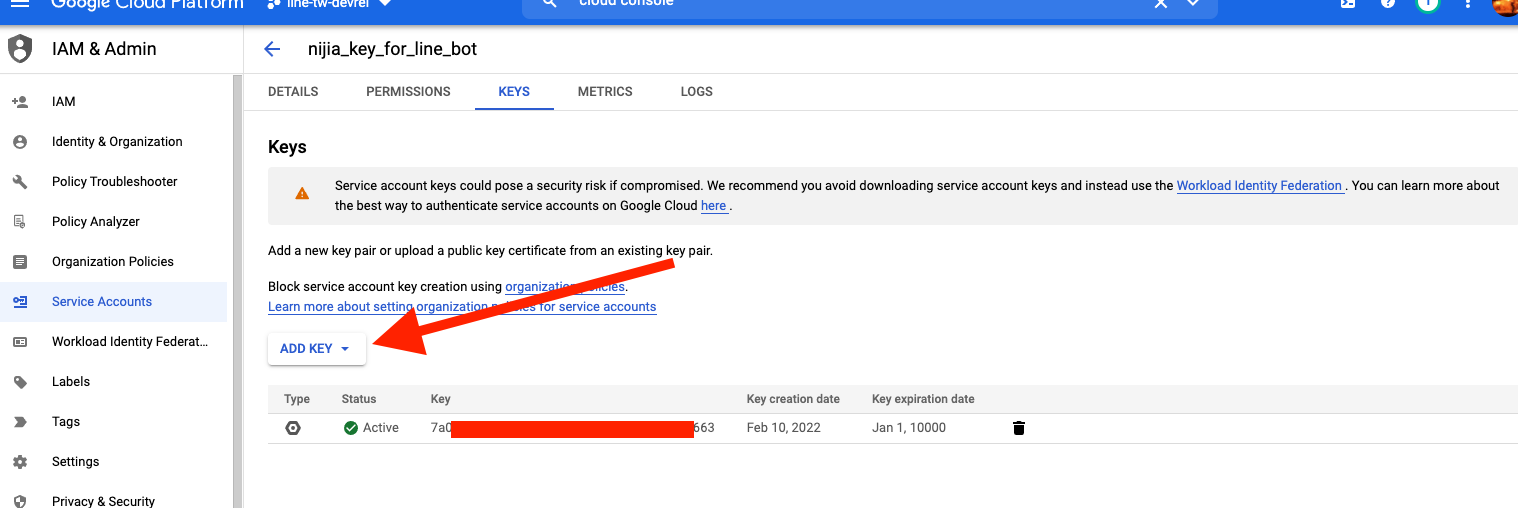 Google Cloud Platform
line-tw-devrel
cloud console
IAM & Admin
IAM
Identity & Organization
Policy Troubleshooter
Policy Analyzer
Organization Policies
Service Accounts
Workload Identity Federat...
Labels
Tags
Settings
Privacy & Security
nijia_key_for_line_bot
DETAILS PERMISSIONS KEYS METRICS LOGS
Keys
Service account keys could pose a security risk if compromised. We recommend you avoid downloading service account keys and instead use the Workload Identity Federation . You can learn more about
the best way to authenticate service accounts on Google Cloud here .
Add a new key pair or upload a public key certificate from an existing key pair.
Block service account key creation using organization policies.
Learn more about setting organization policies for service accounts
ADD KEY
Type Status Key Key creation date Key expiration date
Active 7a0 663 Feb 10, 2022 Jan 1, 10000